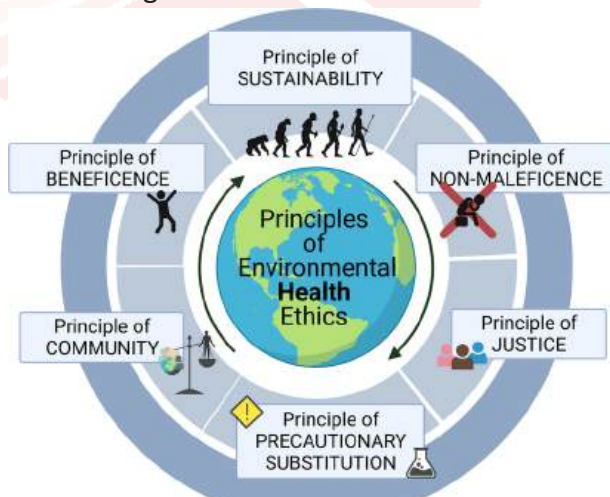 Principle of
SUSTAINABILITY
Principle of
BENEFICENCE
Principle of
NON-MALEFICENCE
Principles
of
Environmental
Health
Ethics
Principle of
COMMUNITY
Principle of
JUSTICE
!
Principle of
PRECAUTIONARY
SUBSTITUTION